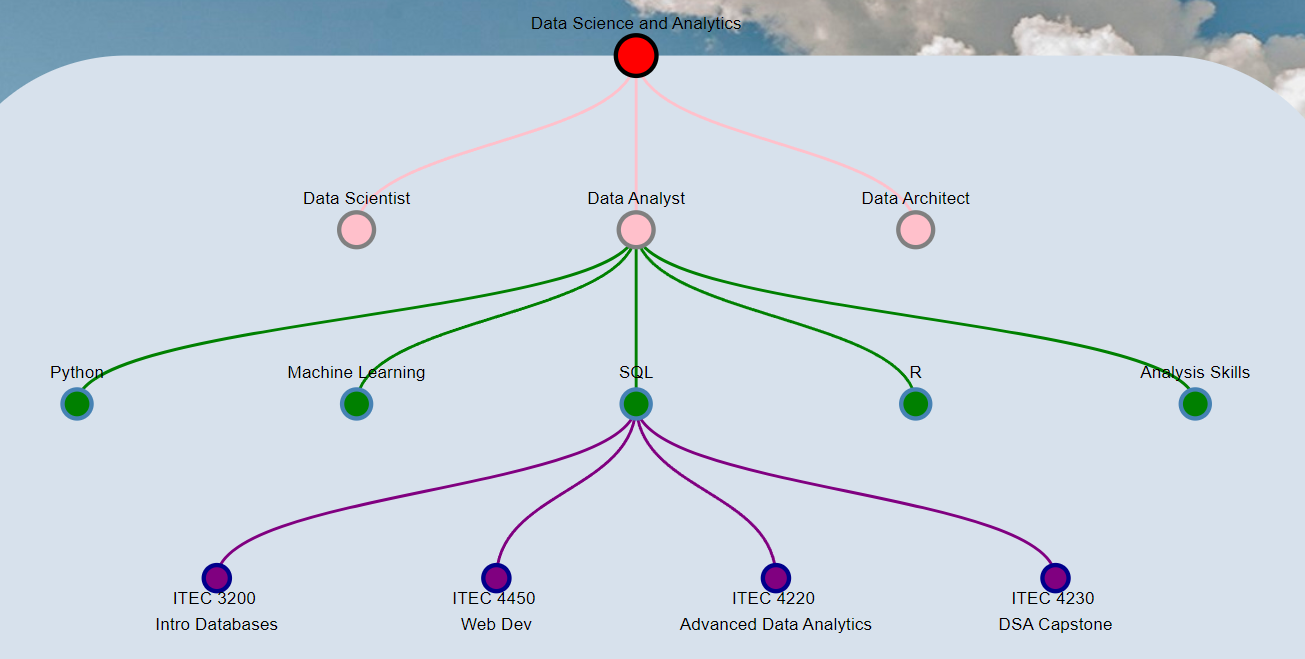 Data Science and Analytics
Data Scientist
Data Analyst
Data Architect
Python
Machine Learning
SQL
R
Analysis Skills
ITEC 3200
Intro Databases
ITEC 4450
Web Dev
ITEC 4220
Advanced Data Analytics
ITEC 4230
DSA Capstone